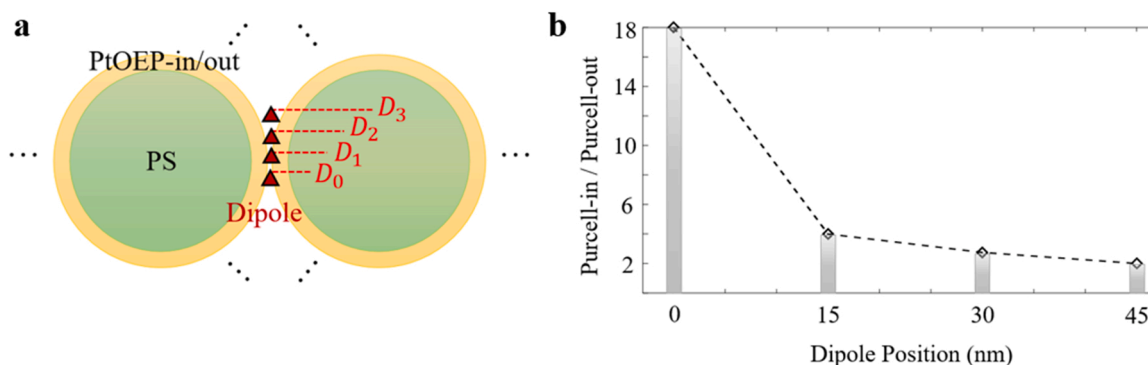 a
PtOEP-in/out
PS
Dipole
D₃
D₂
D₁
D₀
b
Purcell-in / Purcell-out
18
14
10
6
2
0
15
30
45
Dipole Position (nm)